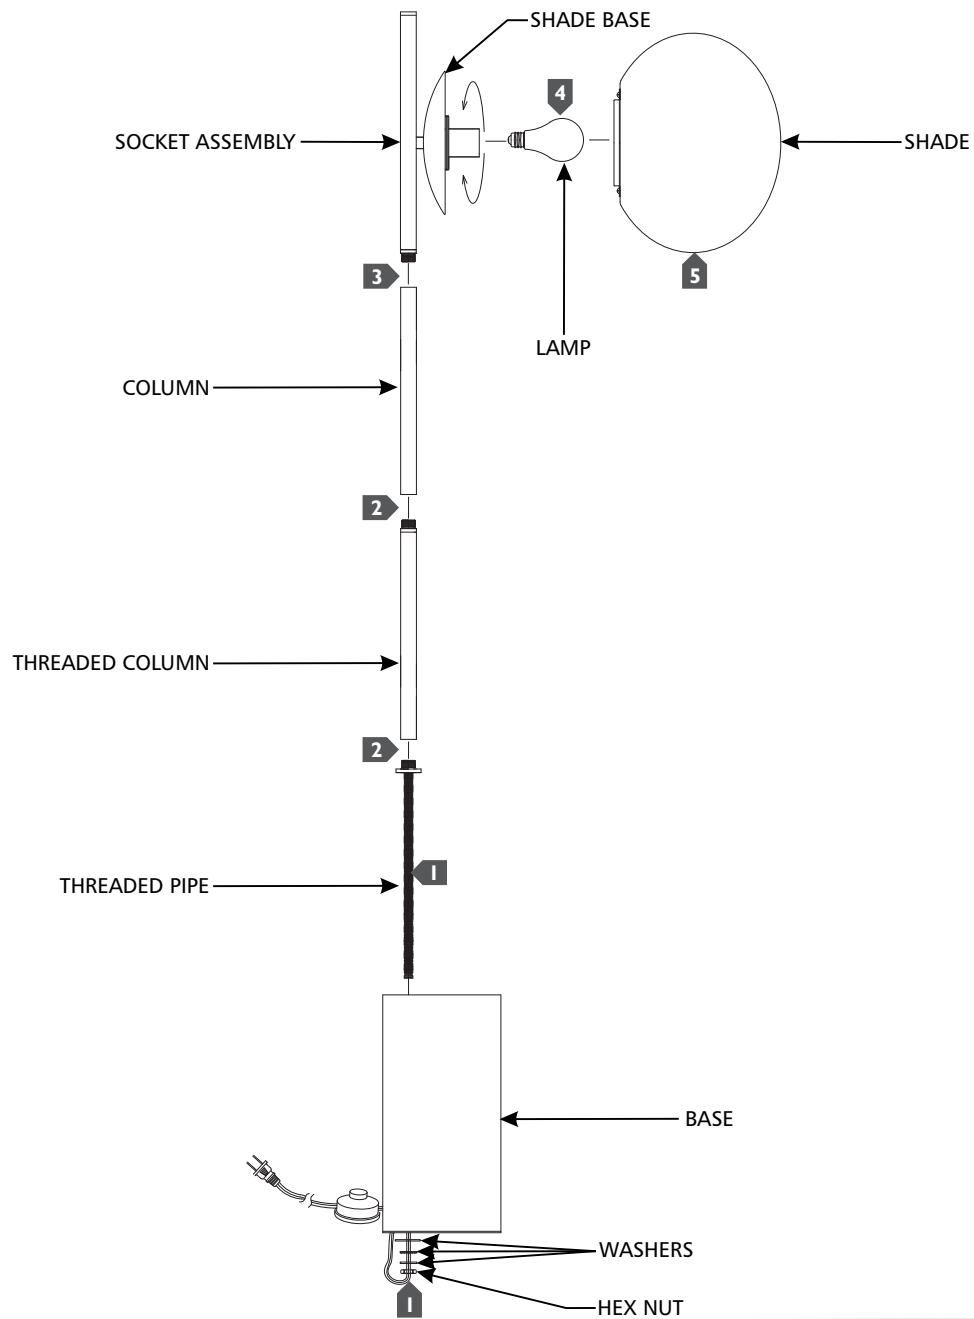 SHADE BASE
4
SOCKET ASSEMBLY
SHADE
3
5
LAMP
COLUMN
2
THREADED COLUMN
2
1
THREADED PIPE
BASE
WASHERS
1
HEX NUT